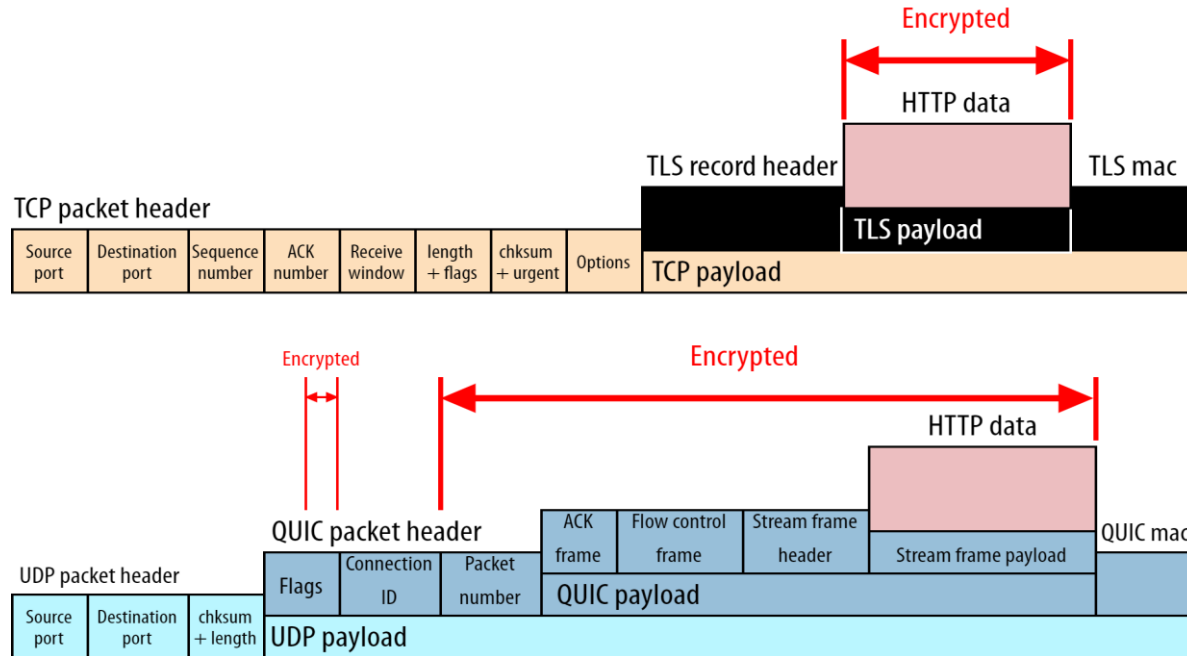 Encrypted
HTTP data
TLS record header
TLS mac
TCP packet header
TLS payload
Source
port
Destination
port
Sequence
number
ACK
number
Receive
window
length
+ flags
chksum
+ urgent
Options
TCP payload
Encrypted
Encrypted
HTTP data
QUIC packet header
ACK
frame
Flow control
frame
Stream frame
header
QUIC mac
Stream frame payload
UDP packet header
Flags
Connection
ID
Packet
number
QUIC payload
Source
port
Destination
port
chksum
+ length
UDP payload